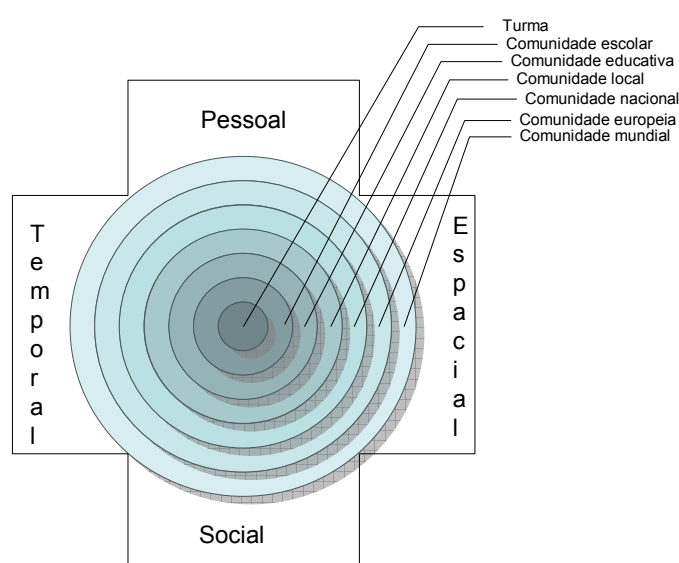 Turma
Comunidade escolar
Comunidade educativa
Comunidade local
Comunidade nacional
Comunidade europeia
Comunidade mundial
Pessoal
Temporal
Espacial
Social